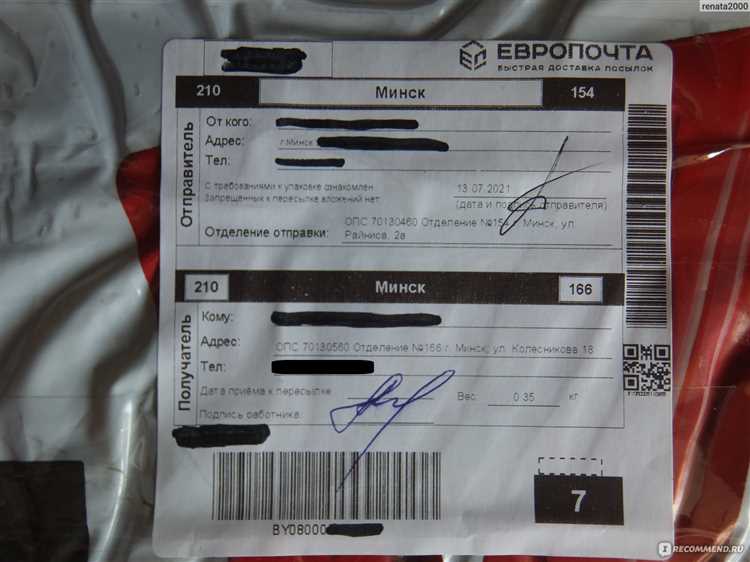 renata2000
ЕВРОПОЧТА
БЫСТРАЯ ДОСТАВКА ПОСЫЛОК
210 Минск 154
Отправитель
От кого:
Адрес: г.Минск
Тел:
С требованиями к упаковке ознакомлен.
Запрещенных к пересылке вложений нет.
13.07.2021
(дата и подпись отправителя)
Отделение отправки: ОПС 70130460 Отделение №154 г. Минск, ул.
Райниса, 2а
210 Минск 166
Получатель
Кому:
Адрес: ОПС 70130560 Отделение №166 г. Минск, ул. Колесникова 18
Тел:
Дата приёма к пересылке
Вес: 0.35 кг
Подпись работника:
BY08000
7
IRECOMMEND.RU